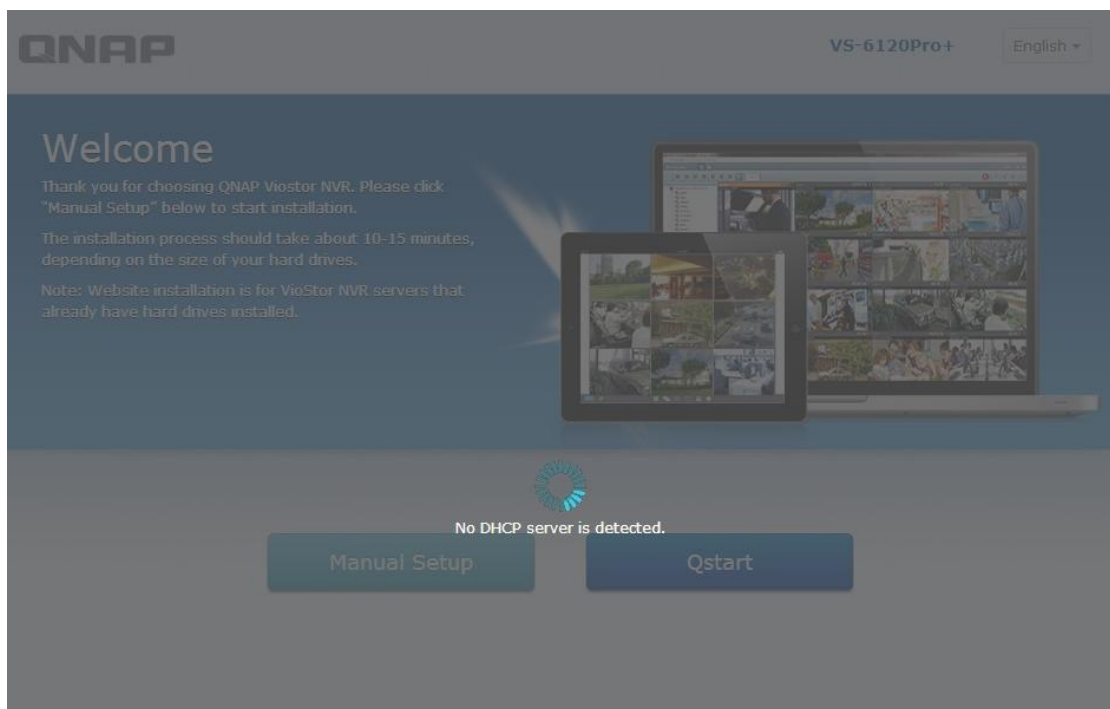 QNAP
VS-6120Pro+
English
Welcome
Thank you for choosing QNAP Viostor NVR. Please click
"Manual Setup" below to start installation.
The installation process should take about 10-15 minutes,
depending on the size of your hard drives.
Note: Website installation is for VioStor NVR servers that
already have hard drives installed.
No DHCP server is detected.
Manual Setup
Qstart